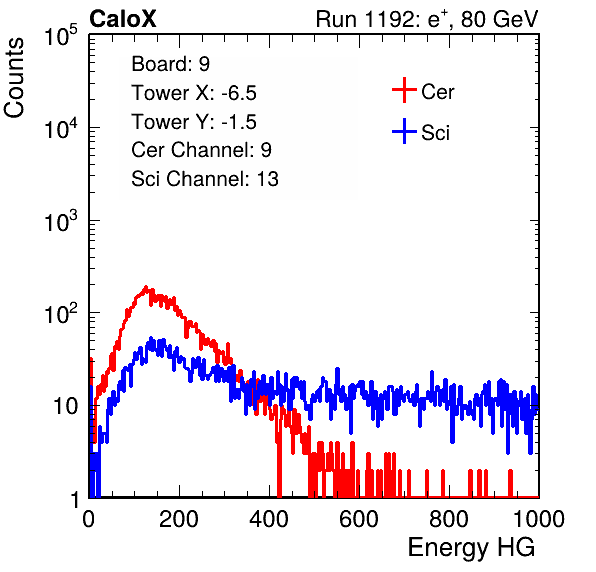 CaloX Run 1192: e⁺, 80 GeV
Counts
Board: 9
Tower X: -6.5
Tower Y: -1.5
Cer Channel: 9
Sci Channel: 13
Cer
Sci
10⁵
10⁴
10³
10²
10
1
0 200 400 600 800 1000
Energy HG